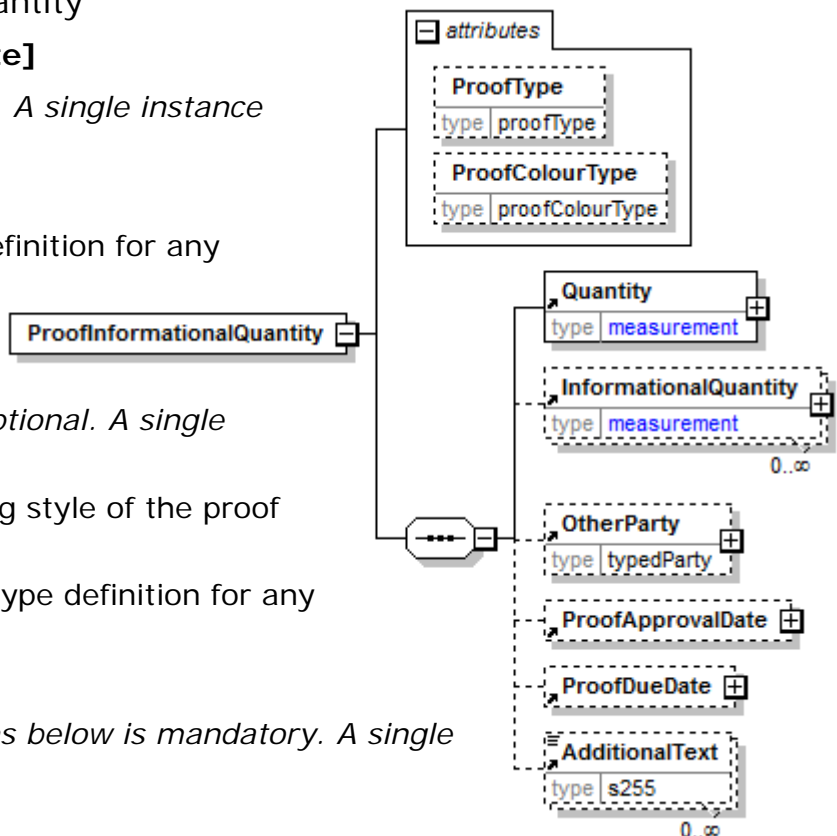 antity
e]
. A single instance
efinition for any
ptional. A single
g style of the proof
ype definition for any
s below is mandatory. A single
attributes
ProofType
type proofType
ProofColourType
type proofColourType
ProofInformationalQuantity
Quantity
type measurement
InformationalQuantity
type measurement
0..∞
OtherParty
type typedParty
ProofApprovalDate
ProofDueDate
AdditionalText
type s255
0..∞